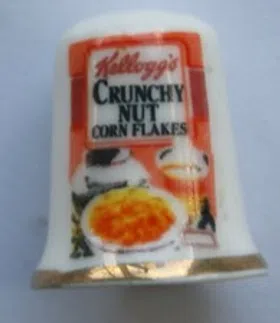 Kellogg's
CRUNCHY
NUT
CORN FLAKES